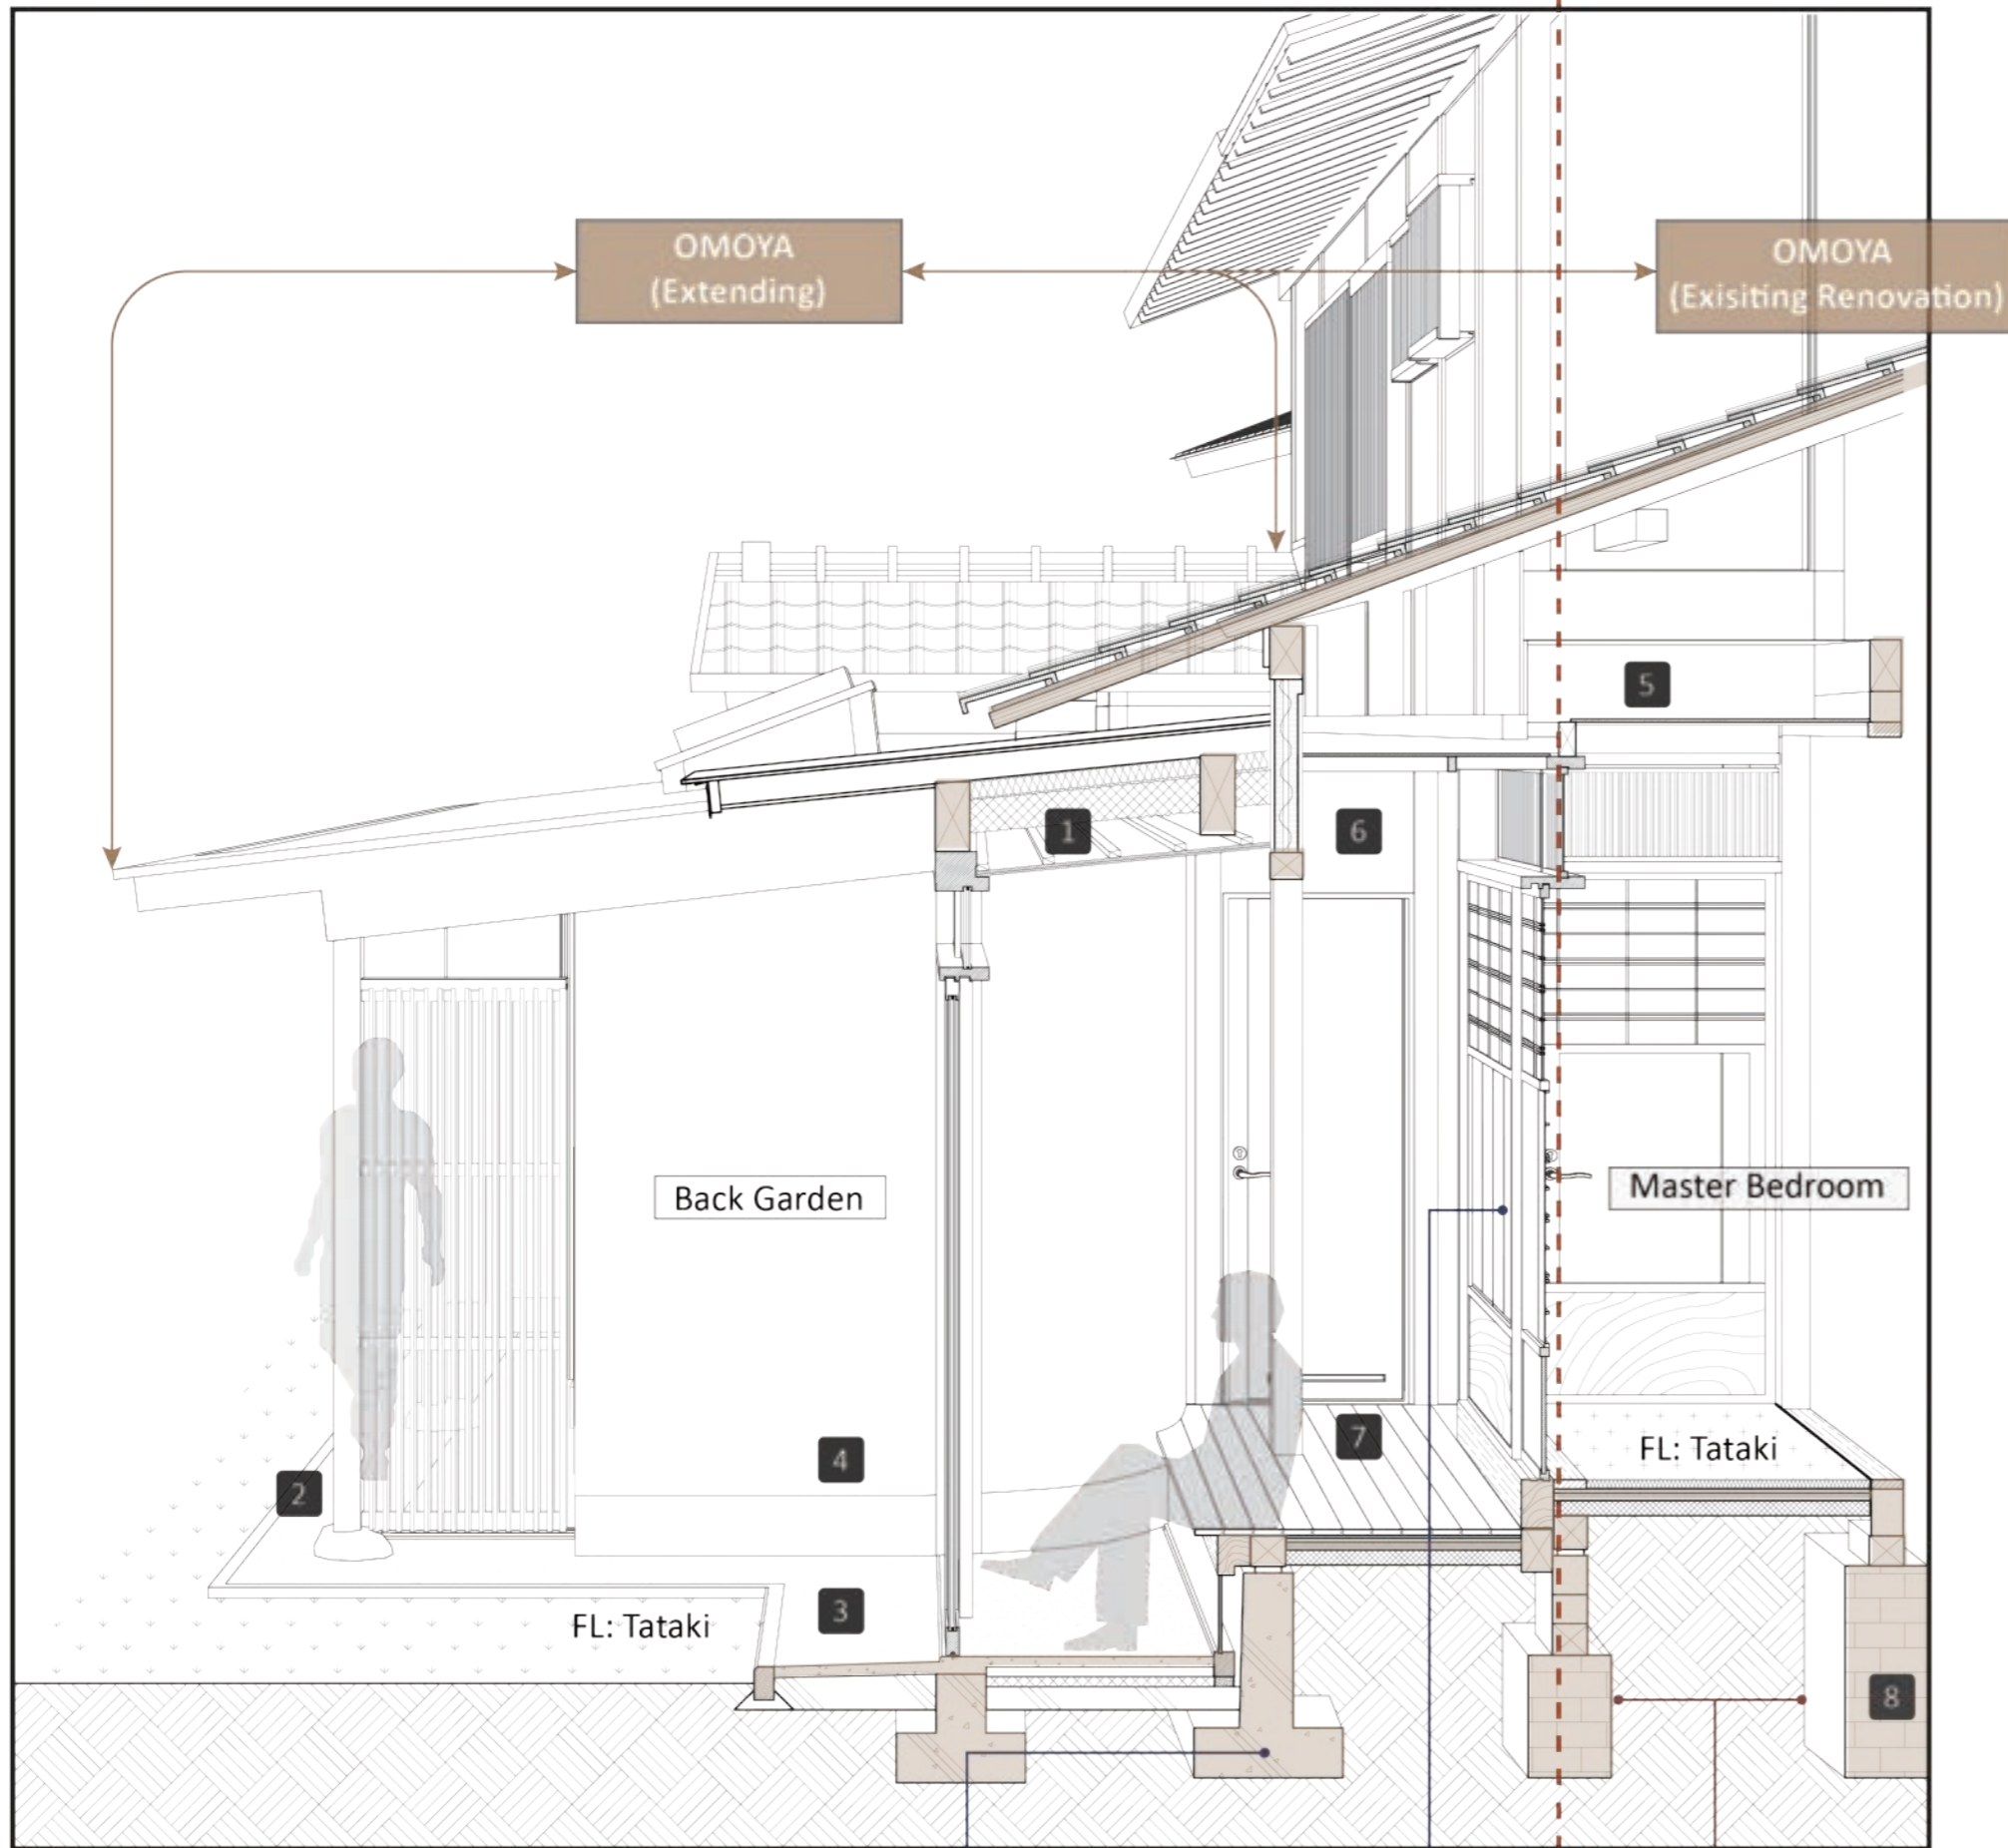 OMOYA
(Extending)
OMOYA
(Exisiting Renovation)
5
1
6
Back Garden
Master Bedroom
4
7
FL: Tataki
2
3
FL: Tataki
8